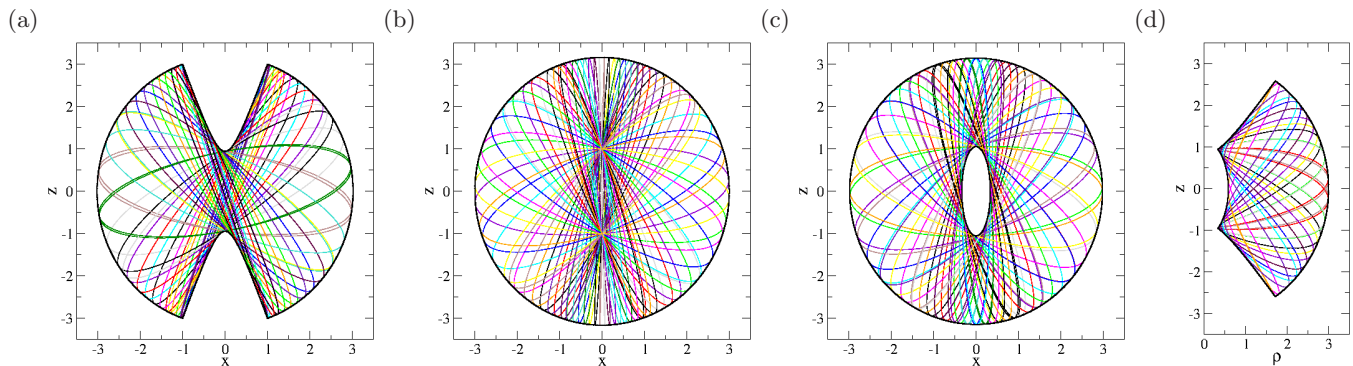 (a) (b) (c) (d)
3 3 3 3
2 2 2 2
1 1 1 1
z 0 z 0 z 0 z 0
-1 -1 -1 -1
-2 -2 -2 -2
-3 -3 -3 -3
-3 -2 -1 0 1 2 3 -3 -2 -1 0 1 2 3 -3 -2 -1 0 1 2 3 0 1 2 3
x x x ρ